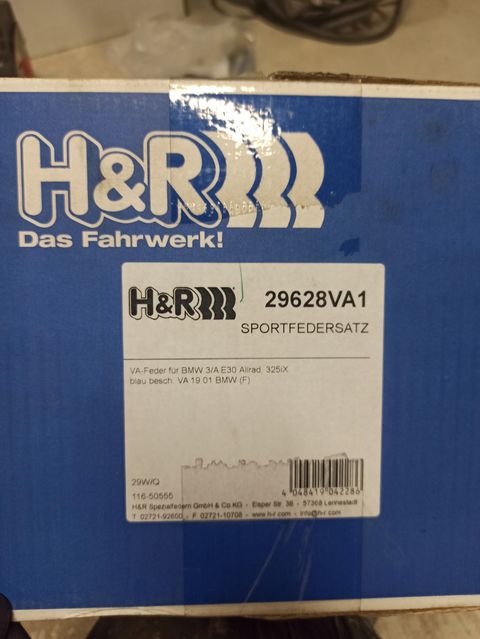 H&R
Das Fahrwerk!
H&R 29628VA1
SPORTFEDERSATZ
VA-Feder für BMW 3/A E30 Allrad, 325iX
blau besch. VA 19 01 BMW (F)
29W/Q
116-50555
4 048419 042286
H&R Spezialfedern GmbH & Co.KG - Elsper Str. 36 - 57368 Lennestadt
T. 02721-92600 - F. 02721-10708 - www.h-r.com - info@h-r.com